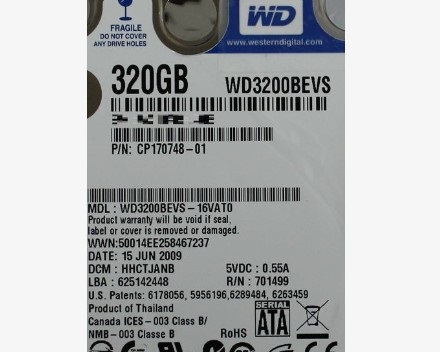 FRAGILE
DO NOT COVER
ANY DRIVE HOLES
WD
www.westerndigital.com
320GB WD3200BEVS
P/N: CP170748-01
MDL : WD3200BEVS-16VAT0
Product warranty will be void if seal,
label or cover is removed or damaged.
WWN:50014EE258467237
DATE: 15 JUN 2009
DCM : HHCTJANB 5VDC : 0.55A
LBA : 625142448 R/N : 701499
U.S. Patents: 6178056, 5956196,6289484, 6263459
Product of Thailand
Canada ICES-003 Class B/
NMB-003 Classe B RoHS
SERIAL
ATA